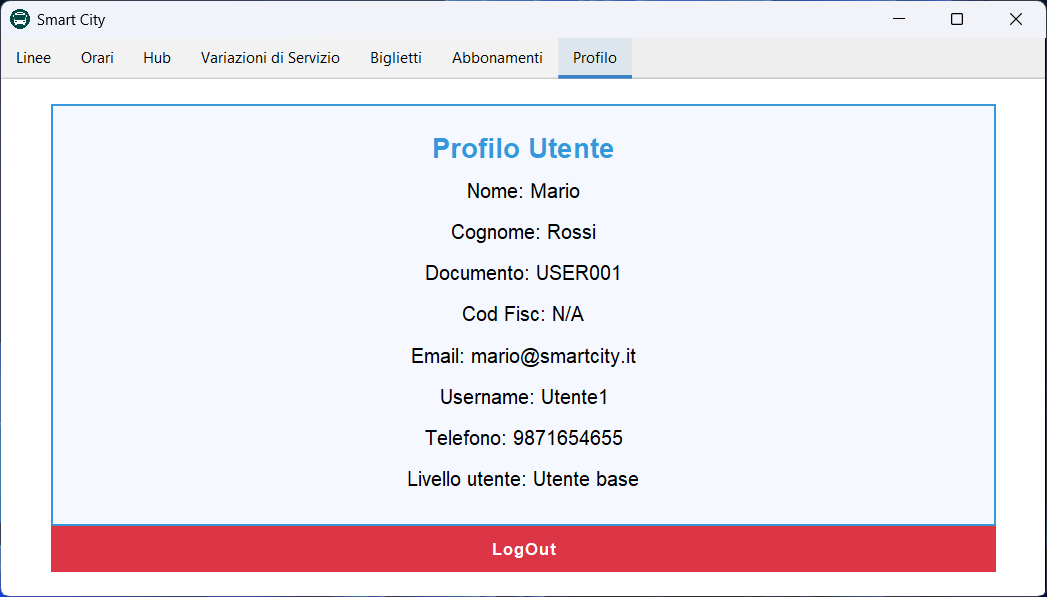 Smart City
Linee Orari Hub Variazioni di Servizio Biglietti Abbonamenti Profilo
Profilo Utente
Nome: Mario
Cognome: Rossi
Documento: USER001
Cod Fisc: N/A
Email: mario@smartcity.it
Username: Utente1
Telefono: 9871654655
Livello utente: Utente base
LogOut